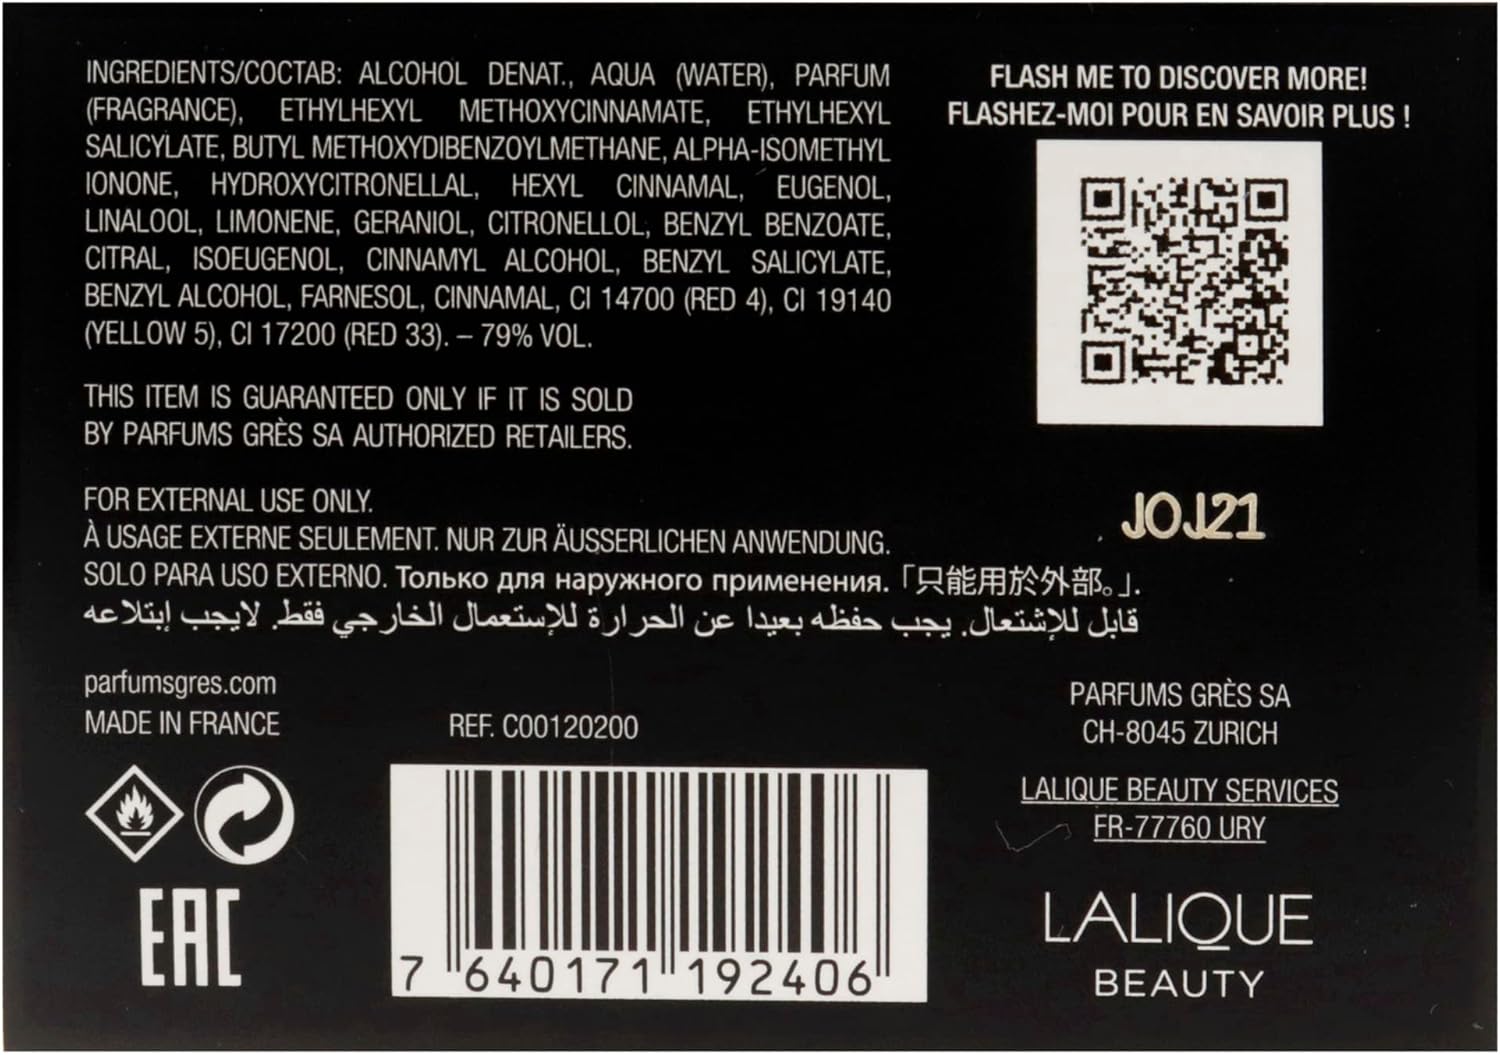 INGREDIENTS/COCTAB: ALCOHOL DENAT., AQUA (WATER), PARFUM
(FRAGRANCE), ETHYLHEXYL METHOXYCINNAMATE, ETHYLHEXYL
SALICYLATE, BUTYL METHOXYDIBENZOYLMETHANE, ALPHA-ISOMETHYL
IONONE, HYDROXYCITRONELLAL, HEXYL CINNAMAL, EUGENOL,
LINALOOL, LIMONENE, GERANIOL, CITRONELLOL, BENZYL BENZOATE,
CITRAL, ISOEUGENOL, CINNAMYL ALCOHOL, BENZYL SALICYLATE,
BENZYL ALCOHOL, FARNESOL, CINNAMAL, CI 14700 (RED 4), CI 19140
(YELLOW 5), CI 17200 (RED 33). – 79% VOL.
THIS ITEM IS GUARANTEED ONLY IF IT IS SOLD
BY PARFUMS GRÈS SA AUTHORIZED RETAILERS.
FOR EXTERNAL USE ONLY.
À USAGE EXTERNE SEULEMENT. NUR ZUR ÄUSSERLICHEN ANWENDUNG.
SOLO PARA USO EXTERNO. Только для наружного применения.「只能用於外部。」.
قابل للإشتعال. يجب حفظه بعيدا عن الحرارة للإستعمال الخارجي فقط. لايجب إبتلاعه
FLASH ME TO DISCOVER MORE!
FLASHEZ-MOI POUR EN SAVOIR PLUS !
JOJ21
parfumsgres.com
MADE IN FRANCE
EAC
REF. C00120200
7 640171 192406
PARFUMS GRÈS SA
CH-8045 ZURICH
LALIQUE BEAUTY SERVICES
FR-77760 URY
LALIQUE
BEAUTY